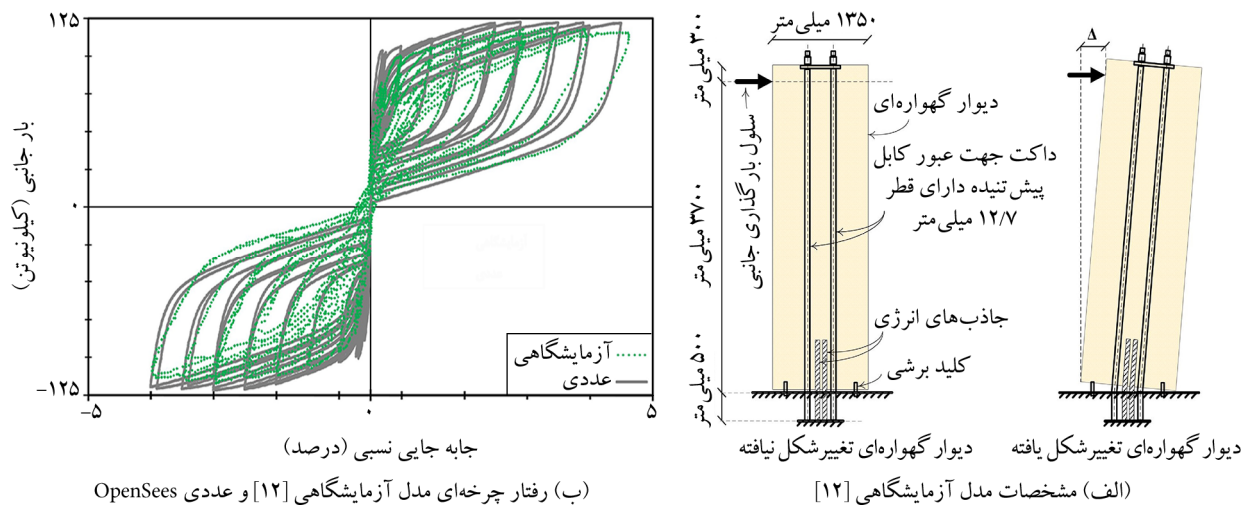 ۱۲۵
۰
-۱۲۵
-۵
۰
۵
بار جانبی (کیلونیوتن)
آزمایشگاهی
عددی
جابه جایی نسبی (درصد)
(ب) رفتار چرخه‌ای مدل آزمایشگاهی [۱۲] و عددی OpenSees
۱۳۵۰ میلی‌متر
۳۰۰ میلی متر
۳۷۰۰ میلی متر
۵۰۰ میلی متر
سلول بار گذاری جانبی
دیوار گهواره‌ای
داکت جهت عبور کابل
پیش‌تنیده دارای قطر
۱۲/۷ میلی‌متر
جاذب‌های انرژی
کلید برشی
Δ
دیوار گهواره‌ای تغییرشکل نیافته
دیوار گهواره‌ای تغییرشکل یافته
(الف) مشخصات مدل آزمایشگاهی [۱۲]